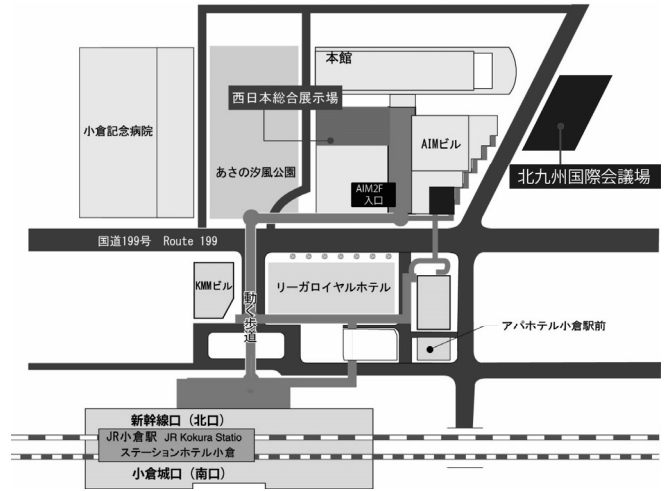 本館
西日本総合展示場
小倉記念病院
AIMビル
あさの汐風公園
北九州国際会議場
AIM2F
入口
国道199号 Route 199
KMMビル
リーガロイヤルホテル
動く歩道
アパホテル小倉駅前
新幹線口（北口）
JR小倉駅 JR Kokura Statio
ステーションホテル小倉
小倉城口（南口）